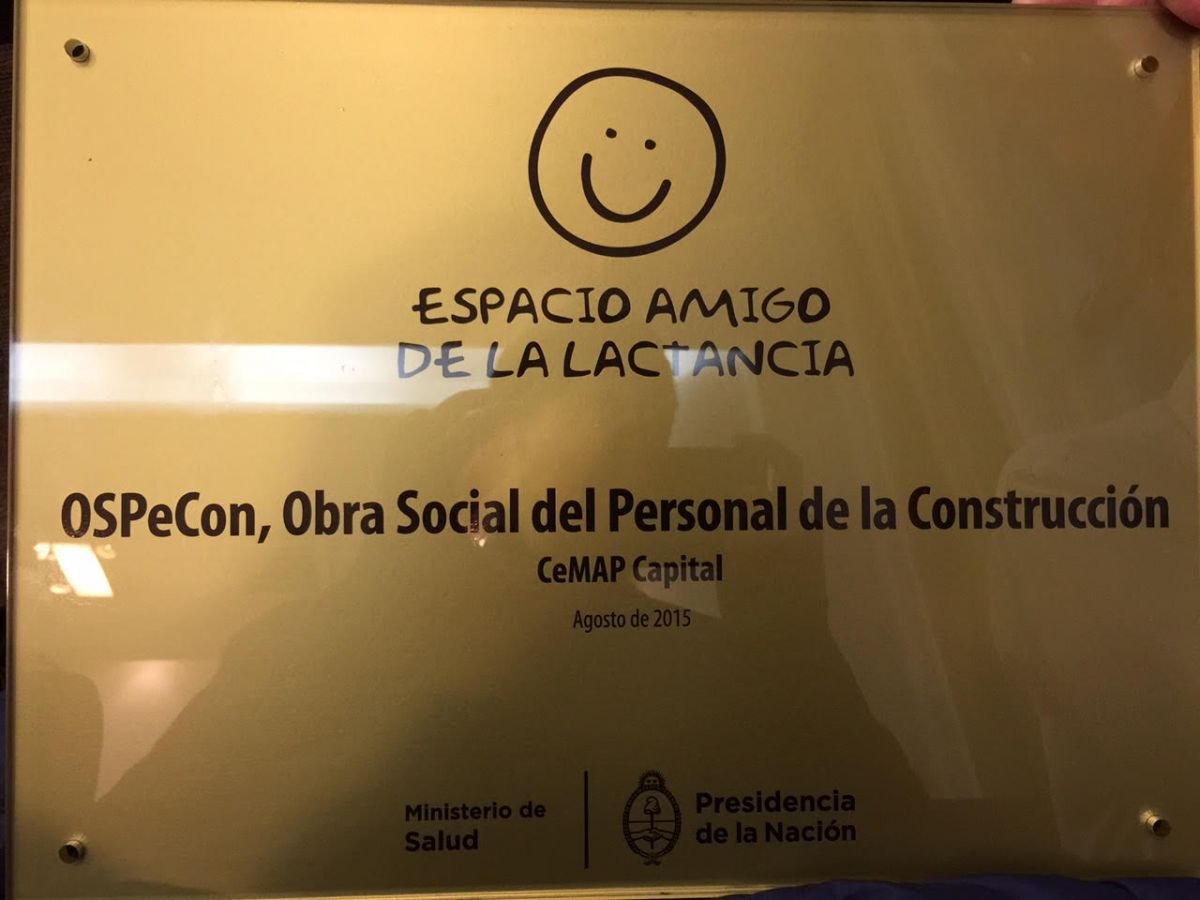 ESPACIO AMIGO
DE LA LACTANCIA
OSPeCon, Obra Social del Personal de la Construcción
CeMAP Capital
Agosto de 2015
Ministerio de
Salud
Presidencia
de la Nación